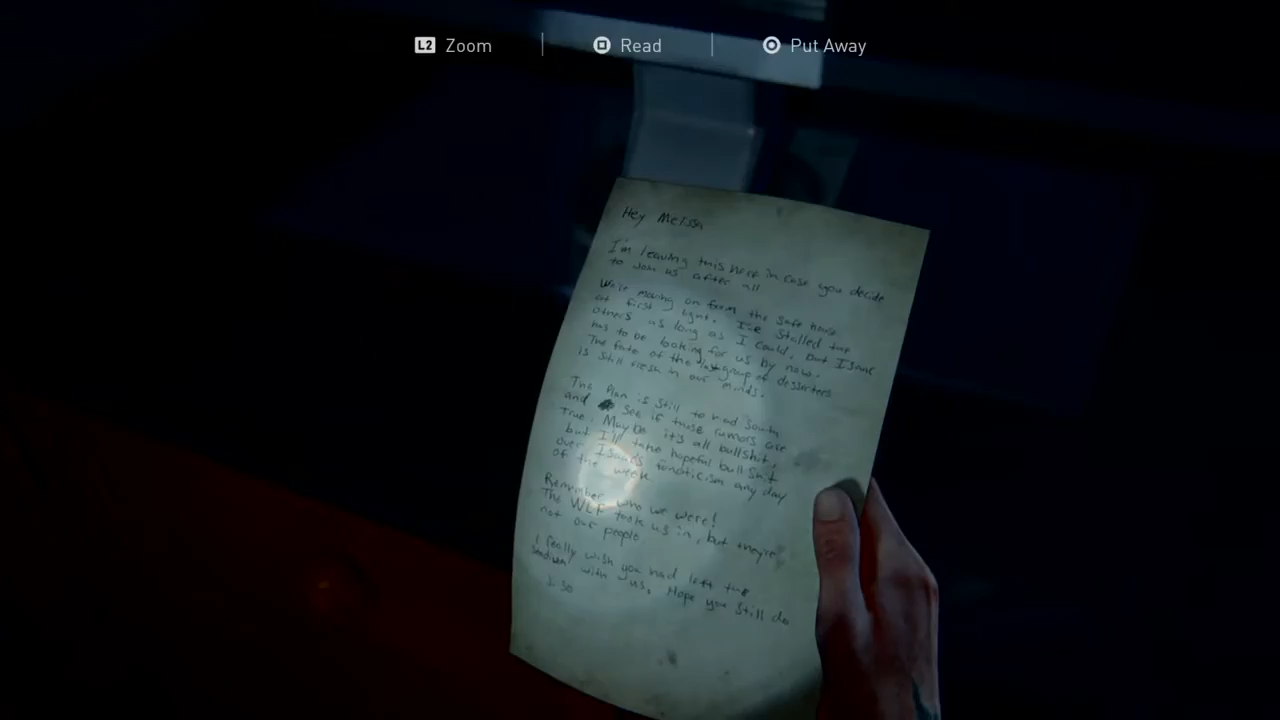 L2 Zoom
Read
Put Away
Hey Melissa
I'm leaving this here in case you decide
to join us after all
We're moving on from the safe house
at first light. I've stalled the
others as long as I could, but Isaac
has to be looking for us by now.
The fate of the last group of desserters
is still fresh in our minds.
The plan is still to head South
and see if those rumors are
true. Maybe it's all bullshit,
but I'll take hopeful bullshit
over Isaac's fanaticism any day
of the week
Remember who we were!
The WLF took us in, but they're
not our people
I really wish you had left the
stadium with us. Hope you still do